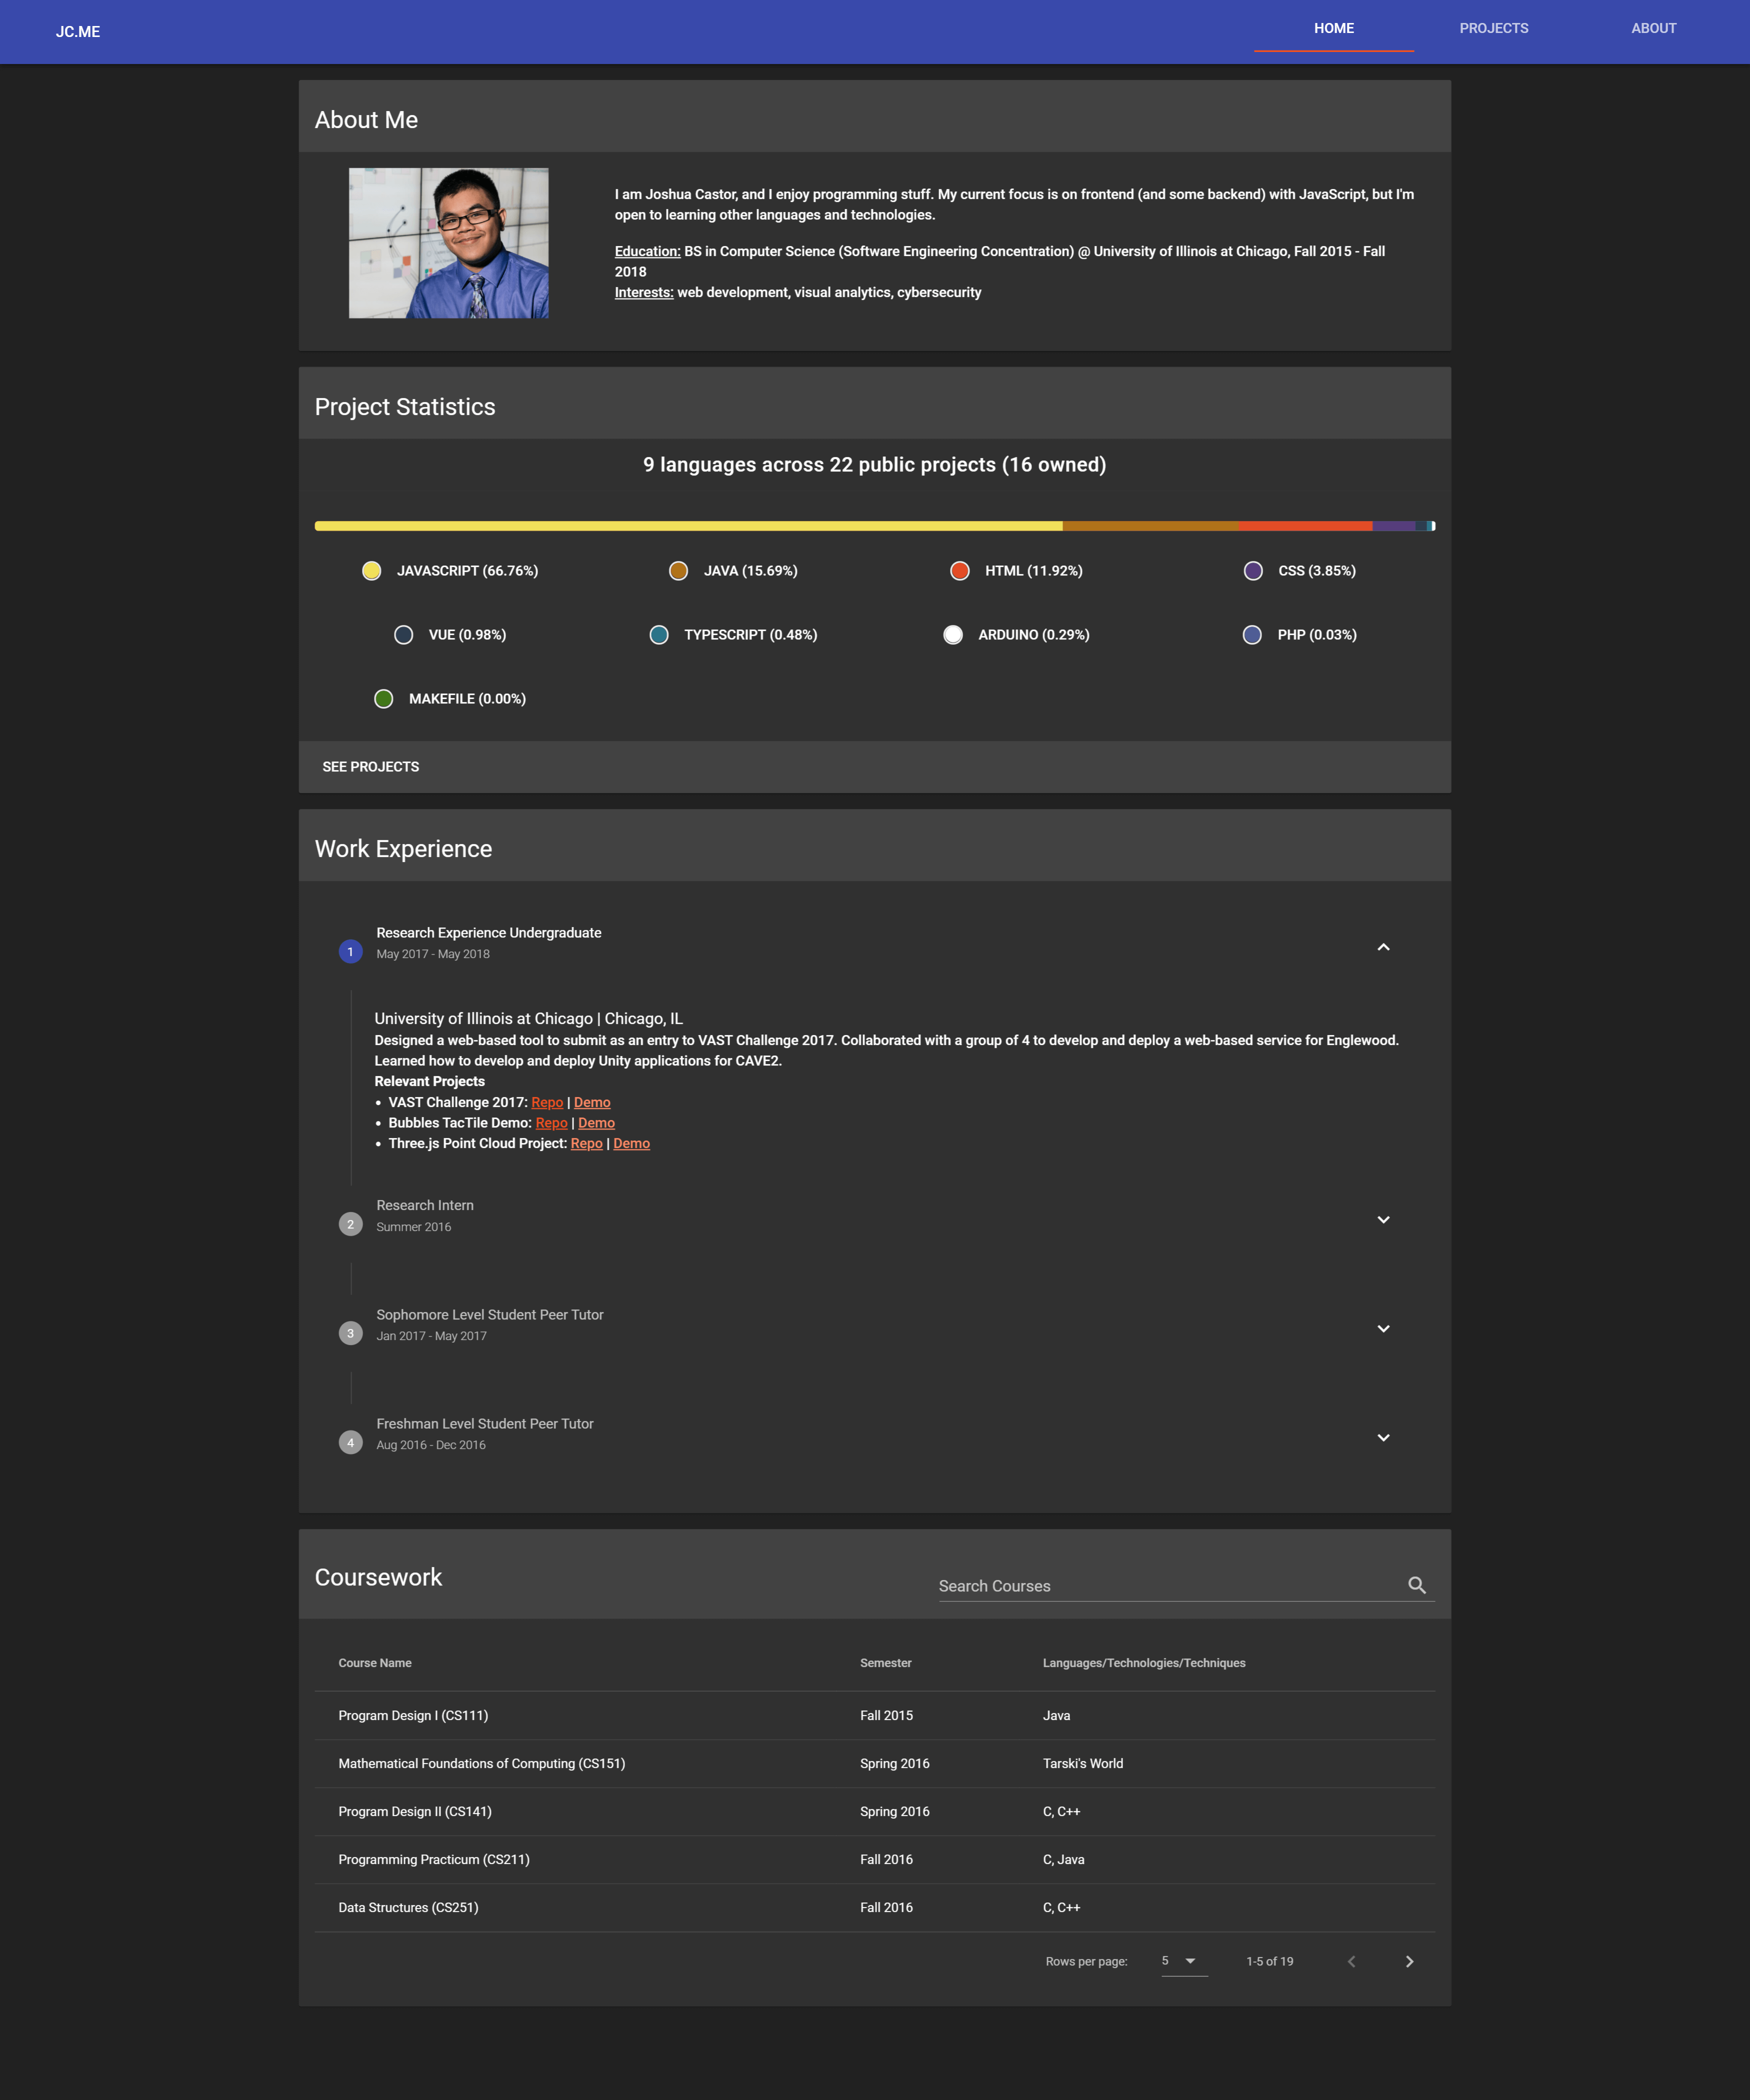 JC.ME
HOME
PROJECTS
ABOUT
About Me
I am Joshua Castor, and I enjoy programming stuff. My current focus is on frontend (and some backend) with JavaScript, but I'm
open to learning other languages and technologies.
Education: BS in Computer Science (Software Engineering Concentration) @ University of Illinois at Chicago, Fall 2015 - Fall
2018
Interests: web development, visual analytics, cybersecurity
Project Statistics
9 languages across 22 public projects (16 owned)
JAVASCRIPT (66.76%)
JAVA (15.69%)
HTML (11.92%)
CSS (3.85%)
VUE (0.98%)
TYPESCRIPT (0.48%)
ARDUINO (0.29%)
PHP (0.03%)
MAKEFILE (0.00%)
SEE PROJECTS
Work Experience
1
Research Experience Undergraduate
May 2017 - May 2018
University of Illinois at Chicago | Chicago, IL
Designed a web-based tool to submit as an entry to VAST Challenge 2017. Collaborated with a group of 4 to develop and deploy a web-based service for Englewood.
Learned how to develop and deploy Unity applications for CAVE2.
Relevant Projects
• VAST Challenge 2017: Repo | Demo
• Bubbles TacTile Demo: Repo | Demo
• Three.js Point Cloud Project: Repo | Demo
2
Research Intern
Summer 2016
3
Sophomore Level Student Peer Tutor
Jan 2017 - May 2017
4
Freshman Level Student Peer Tutor
Aug 2016 - Dec 2016
Coursework
Search Courses
Course Name Semester Languages/Technologies/Techniques
Program Design I (CS111) Fall 2015 Java
Mathematical Foundations of Computing (CS151) Spring 2016 Tarski's World
Program Design II (CS141) Spring 2016 C, C++
Programming Practicum (CS211) Fall 2016 C, Java
Data Structures (CS251) Fall 2016 C, C++
Rows per page: 5 1-5 of 19